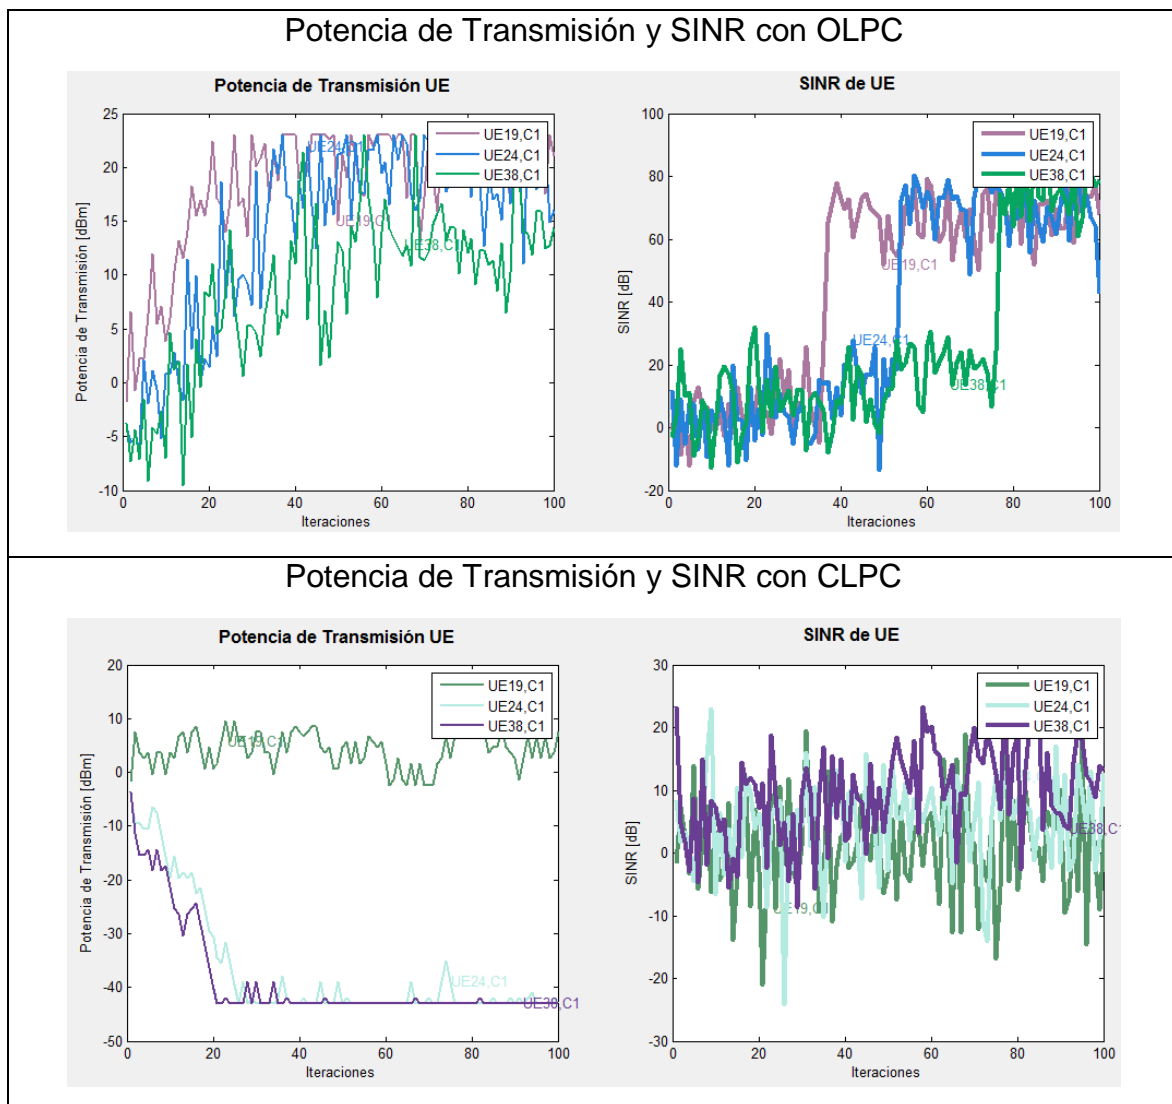 Potencia de Transmisión y SINR con OLPC
Potencia de Transmisión UE
25
20
15
10
5
0
-5
-10
0
20
40
60
80
100
Potencia de Transmisión [dBm]
Iteraciones
UE19,C1
UE24,C1
UE38,C1
UE24,C1
UE19,C1
UE38,C1
SINR de UE
100
80
60
40
20
0
-20
0
20
40
60
80
100
SINR [dB]
Iteraciones
UE19,C1
UE24,C1
UE38,C1
UE19,C1
UE24,C1
UE38,C1
Potencia de Transmisión y SINR con CLPC
Potencia de Transmisión UE
20
10
0
-10
-20
-30
-40
-50
0
20
40
60
80
100
Potencia de Transmisión [dBm]
Iteraciones
UE19,C1
UE24,C1
UE38,C1
UE19,C1
UE24,C1
UE38,C1
SINR de UE
30
20
10
0
-10
-20
-30
0
20
40
60
80
100
SINR [dB]
Iteraciones
UE19,C1
UE24,C1
UE38,C1
UE38,C1
UE19,C1